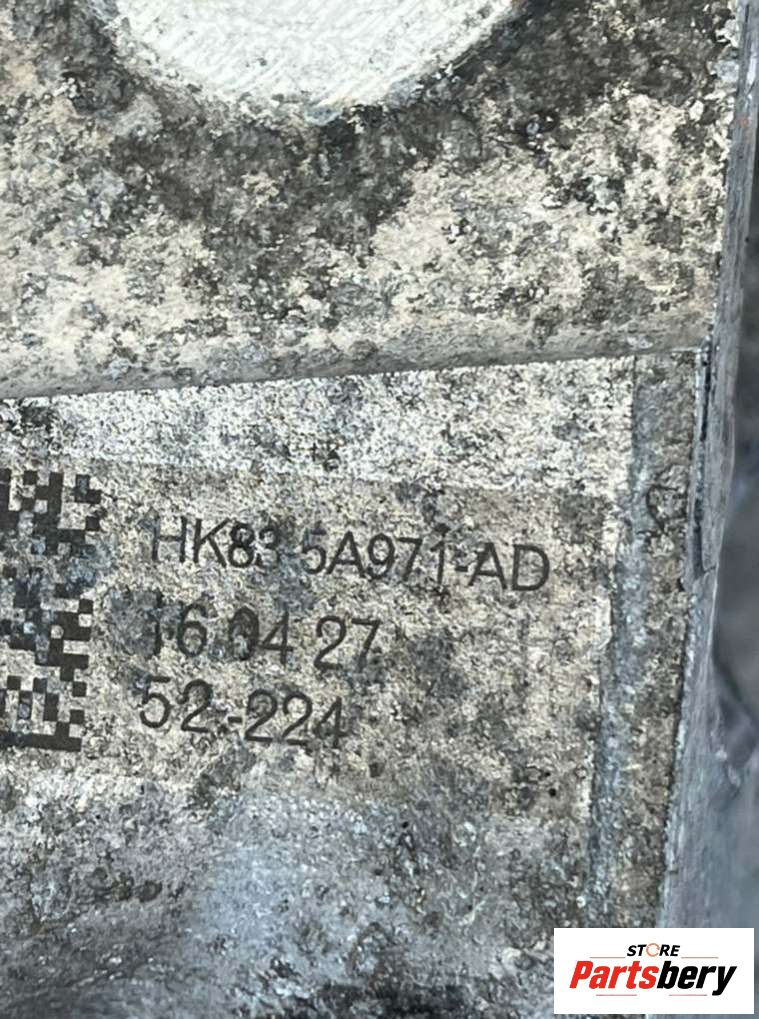 HK83-5A971-AD
16 04 27
52-224
STORE
Partsbery